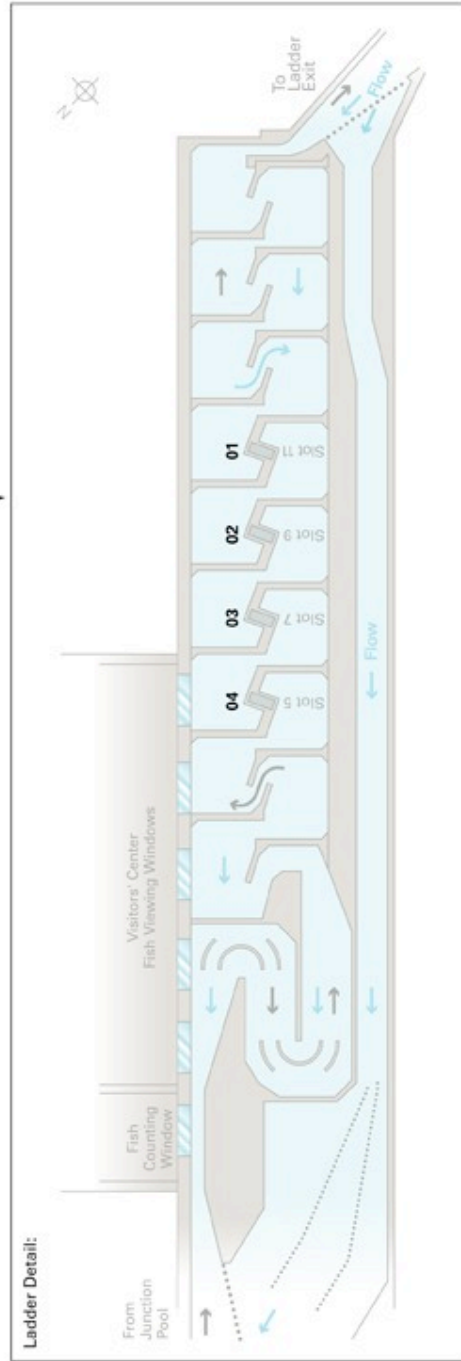 Ladder Detail:
From
Junction
Pool
Fish
Counting
Window
Visitors' Center
Fish Viewing Windows
N
To
Ladder
Exit
04
03
02
01
Slot 5
Slot 7
Slot 9
Slot 11
Flow
Flow